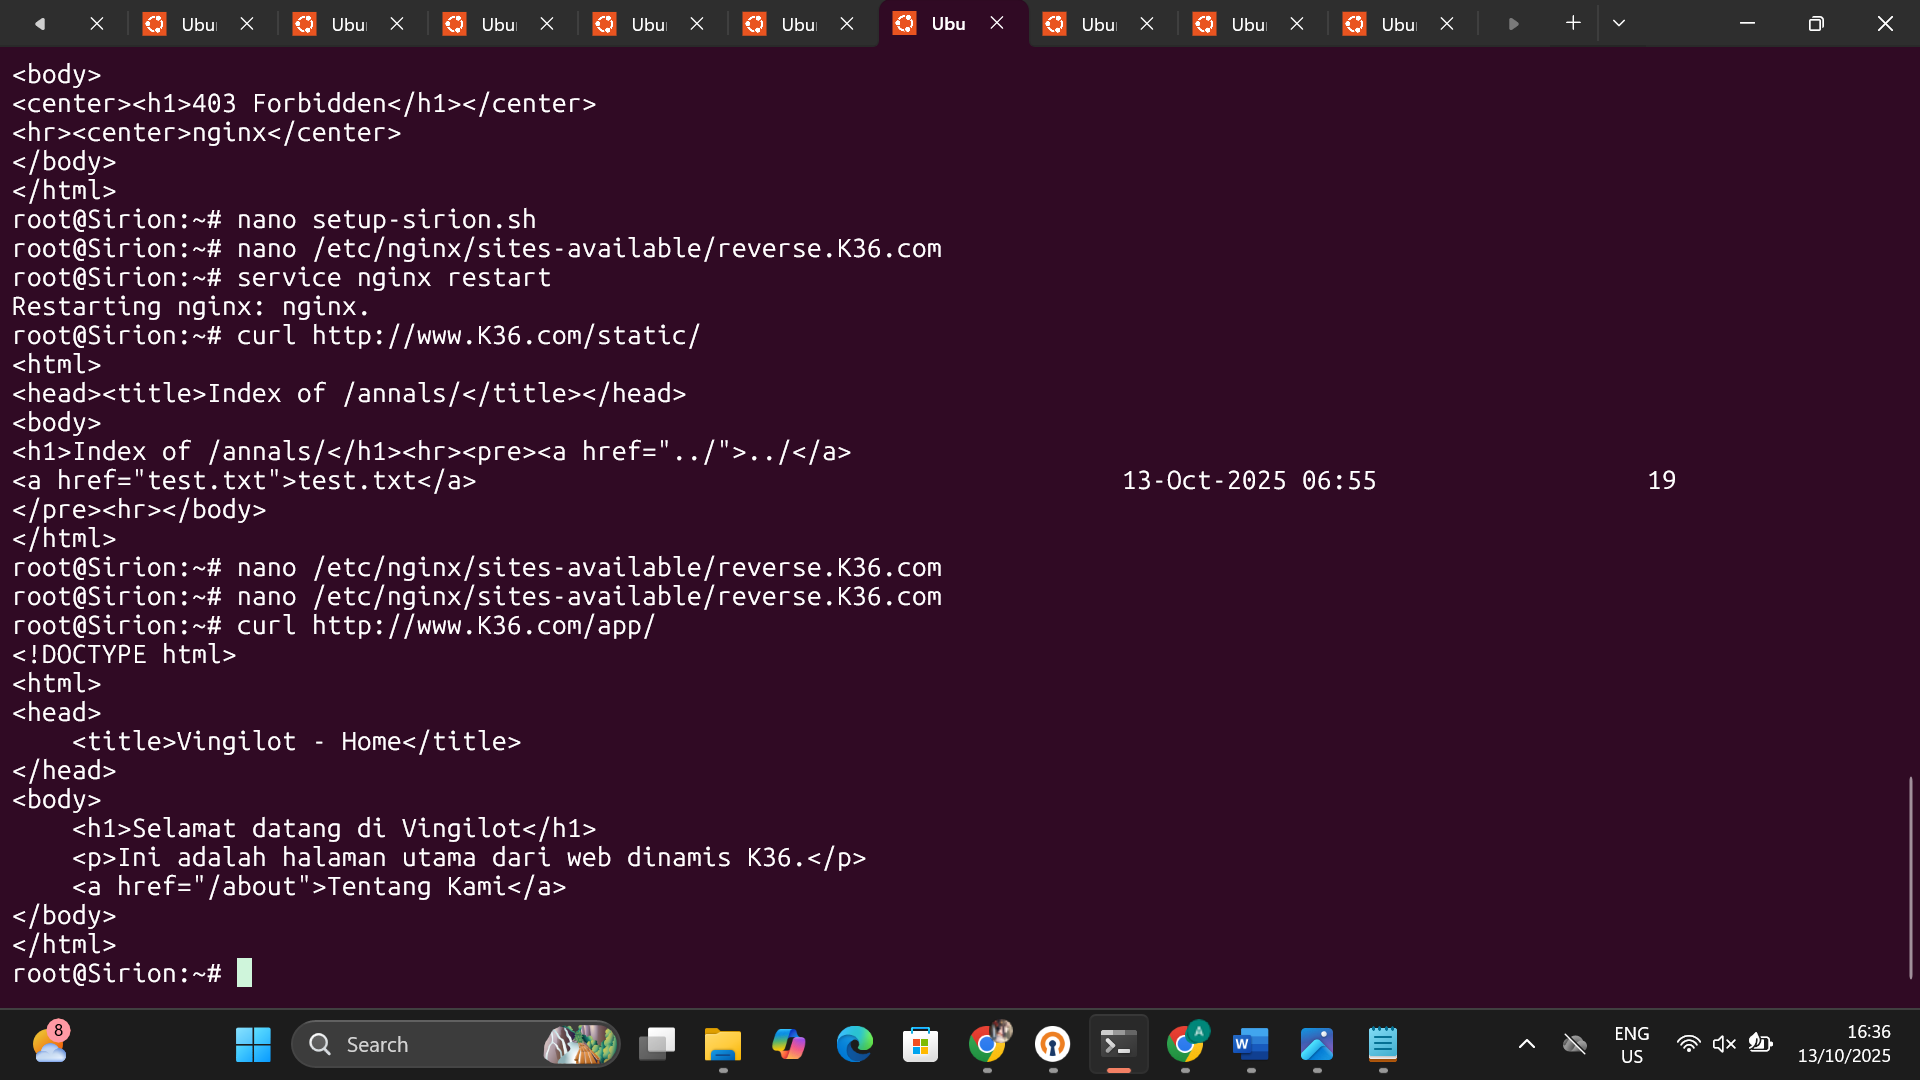 Ubu Ubu Ubu Ubu Ubu Ubu Ubu Ubu Ubu
<body>
<center><h1>403 Forbidden</h1></center>
<hr><center>nginx</center>
</body>
</html>
root@Sirion:~# nano setup-sirion.sh
root@Sirion:~# nano /etc/nginx/sites-available/reverse.K36.com
root@Sirion:~# service nginx restart
Restarting nginx: nginx.
root@Sirion:~# curl http://www.K36.com/static/
<html>
<head><title>Index of /annals/</title></head>
<body>
<h1>Index of /annals/</h1><hr><pre><a href="../">../</a>
<a href="test.txt">test.txt</a>                                           13-Oct-2025 06:55                  19
</pre><hr></body>
</html>
root@Sirion:~# nano /etc/nginx/sites-available/reverse.K36.com
root@Sirion:~# nano /etc/nginx/sites-available/reverse.K36.com
root@Sirion:~# curl http://www.K36.com/app/
<!DOCTYPE html>
<html>
<head>
    <title>Vingilot - Home</title>
</head>
<body>
    <h1>Selamat datang di Vingilot</h1>
    <p>Ini adalah halaman utama dari web dinamis K36.</p>
    <a href="/about">Tentang Kami</a>
</body>
</html>
root@Sirion:~#
8
Search
A
W
ENG
US
16:36
13/10/2025